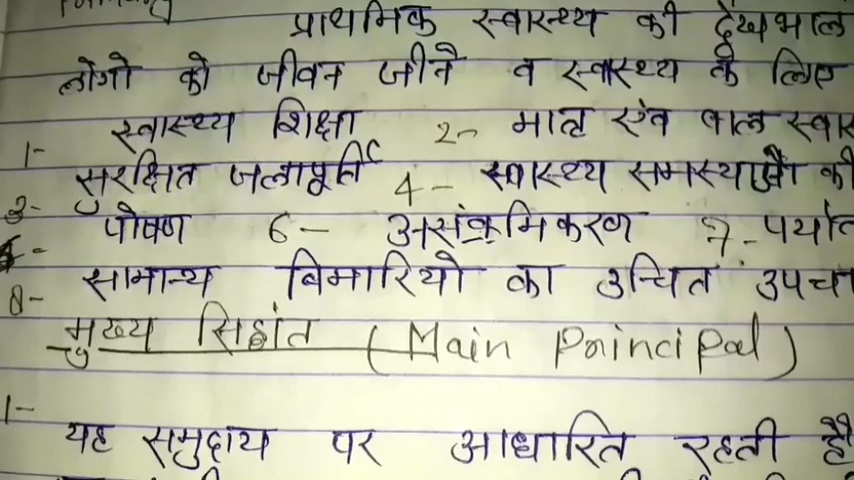 प्राथमिक स्वास्थ्य की देखभाल
लोगो को जीवन जीने व स्वास्थ्य के लिए
1- स्वास्थ्य शिक्षा 2- मातृ एंव बाल स्वा
3- सुरक्षित जलापूर्ति 4- स्वास्थ्य समस्याओं की
5- पोषण 6- असंक्रमिकरण 7- पर्या
8- सामान्य बिमारियो का उचित उपचा
मुख्य सिद्धांत (Main Principal)
1- यह समुदाय पर आधारित रहती है